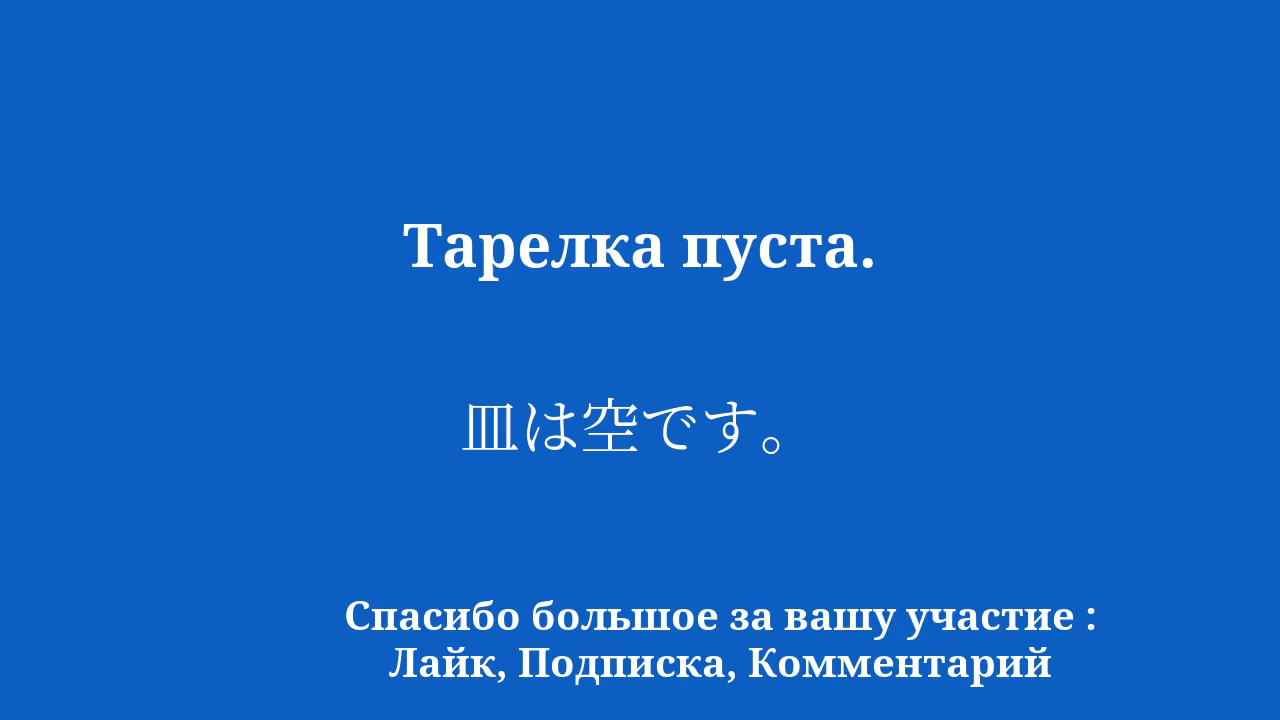 Тарелка пуста.
皿は空です。
Спасибо большое за вашу участие :
Лайк, Подписка, Комментарий